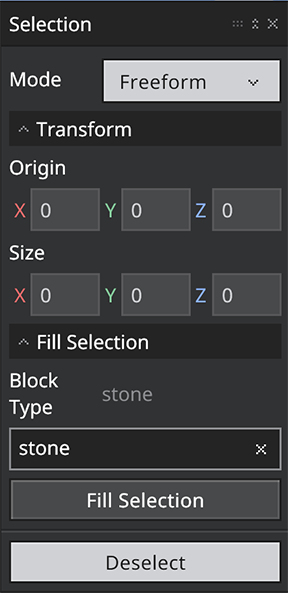 Selection
Mode Freeform
Transform
Origin
X 0 Y 0 Z 0
Size
X 0 Y 0 Z 0
Fill Selection
Block
Type stone
stone
Fill Selection
Deselect